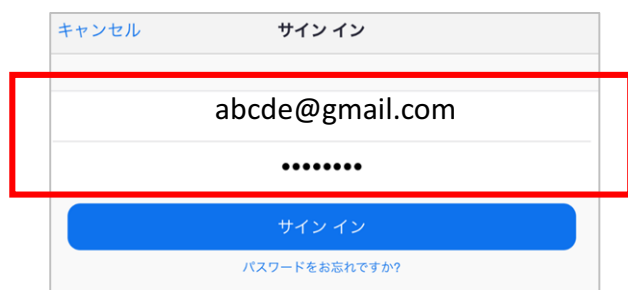 キャンセル サイン イン
abcde@gmail.com
••••••••
サイン イン
パスワードをお忘れですか?